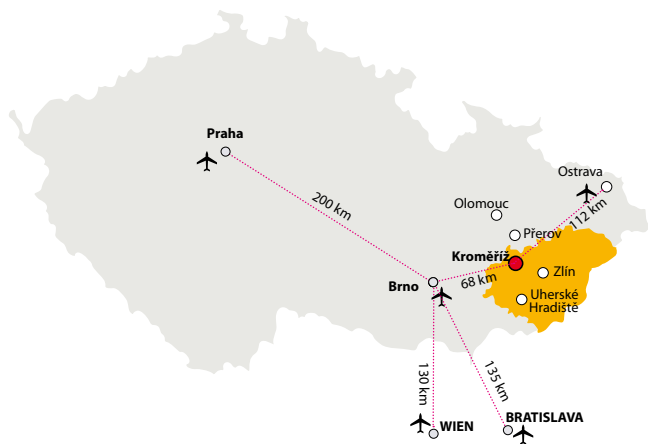 Praha
200 km
Ostrava
112 km
Olomouc
Přerov
Kroměříž
68 km
Zlín
Brno
Uherské
Hradiště
130 km
135 km
WIEN
BRATISLAVA